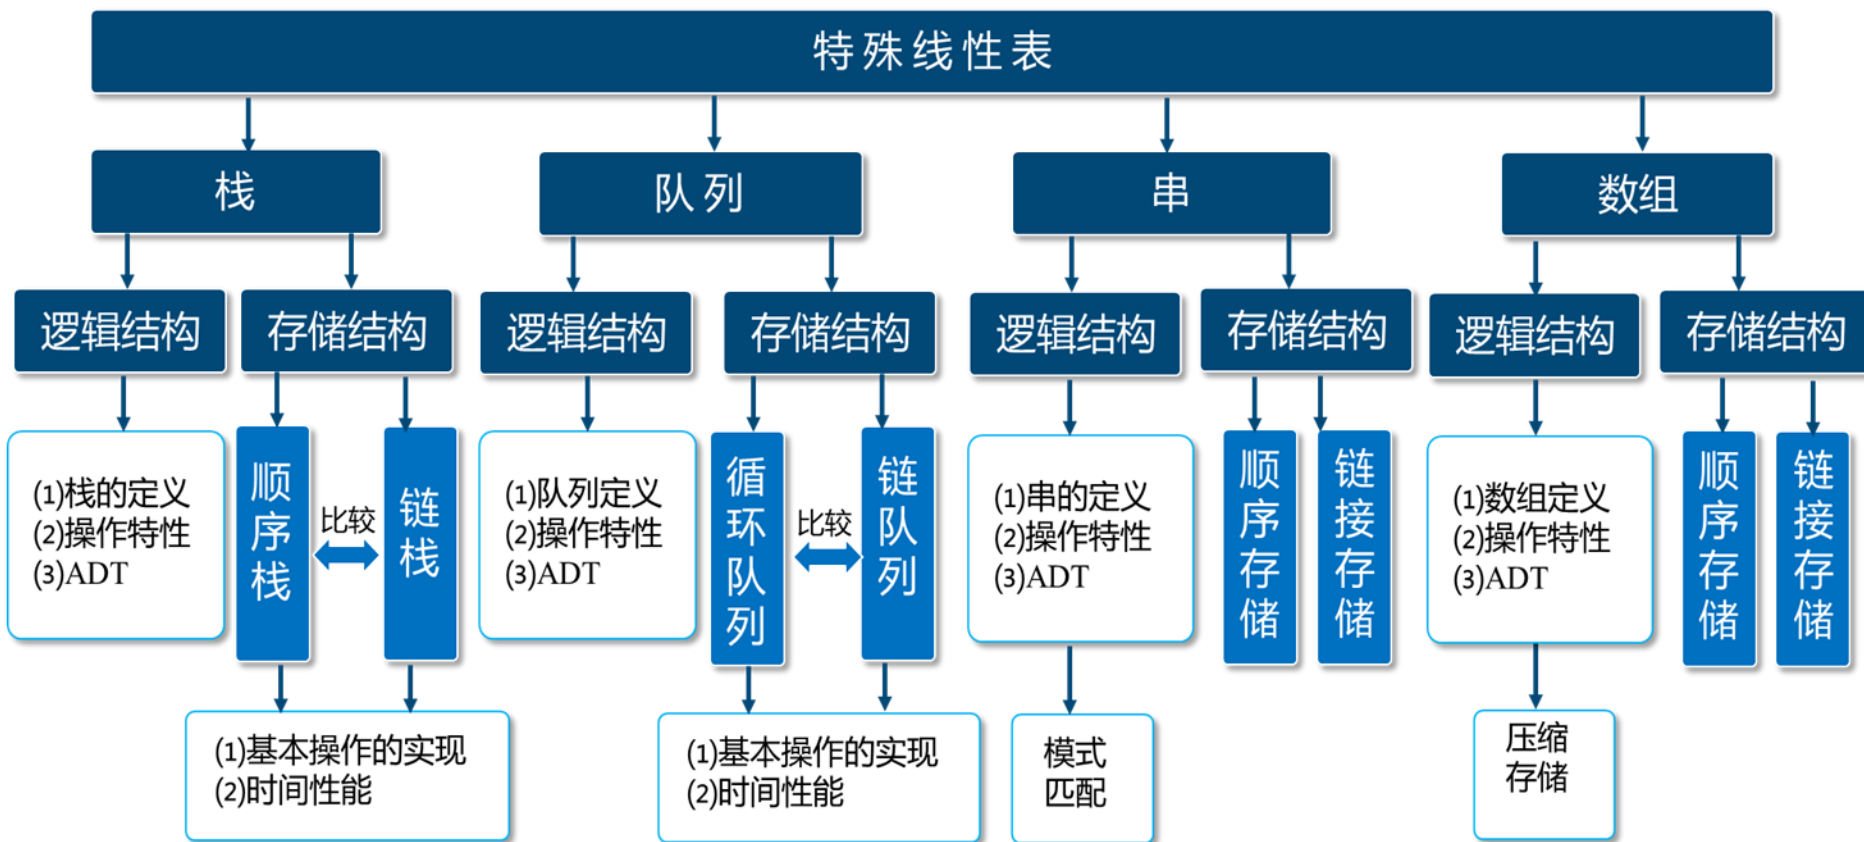 特殊线性表
栈
队列
串
数组
逻辑结构
存储结构
逻辑结构
存储结构
逻辑结构
存储结构
逻辑结构
存储结构
(1)栈的定义
(2)操作特性
(3)ADT
顺序栈
比较
链栈
(1)队列定义
(2)操作特性
(3)ADT
循环队列
比较
链队列
(1)串的定义
(2)操作特性
(3)ADT
顺序存储
链接存储
(1)数组定义
(2)操作特性
(3)ADT
顺序存储
链接存储
(1)基本操作的实现
(2)时间性能
(1)基本操作的实现
(2)时间性能
模式
匹配
压缩
存储